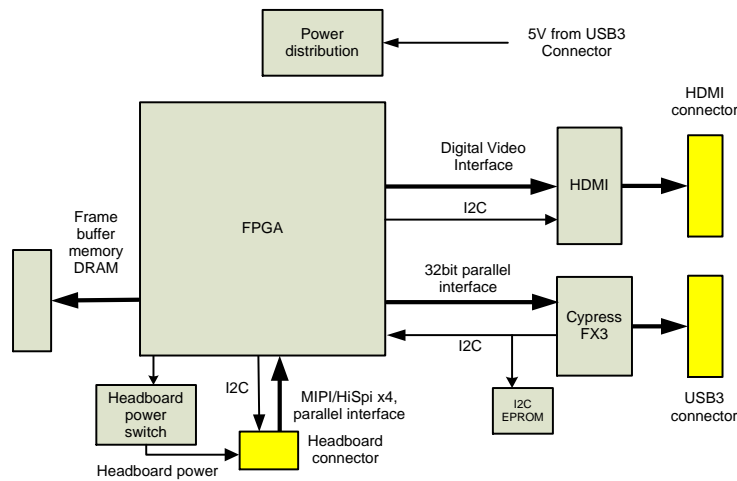 Power
distribution
5V from USB3
Connector
HDMI
connector
Digital Video
Interface
HDMI
I2C
FPGA
Frame
buffer
memory
DRAM
32bit parallel
interface
Cypress
FX3
I2C
I2C
EPROM
USB3
connector
Headboard
power
switch
I2C
MIPI/HiSpi x4,
parallel interface
Headboard
connector
Headboard power